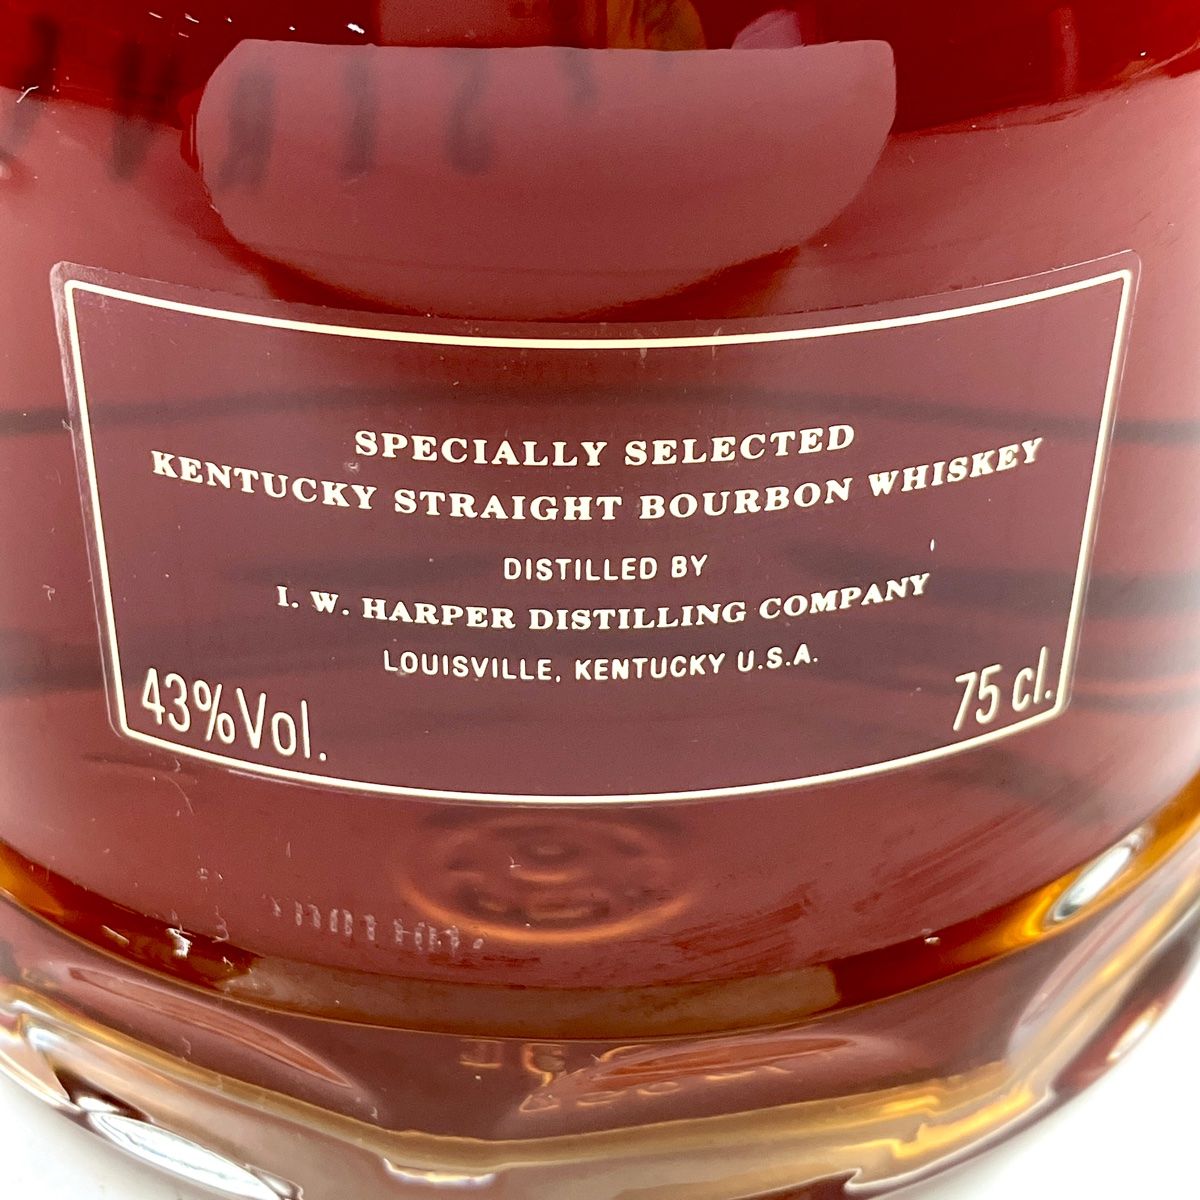 SPECIALLY SELECTED
KENTUCKY STRAIGHT BOURBON WHISKEY
DISTILLED BY
I. W. HARPER DISTILLING COMPANY
LOUISVILLE, KENTUCKY U.S.A.
43%Vol.
75 cl.